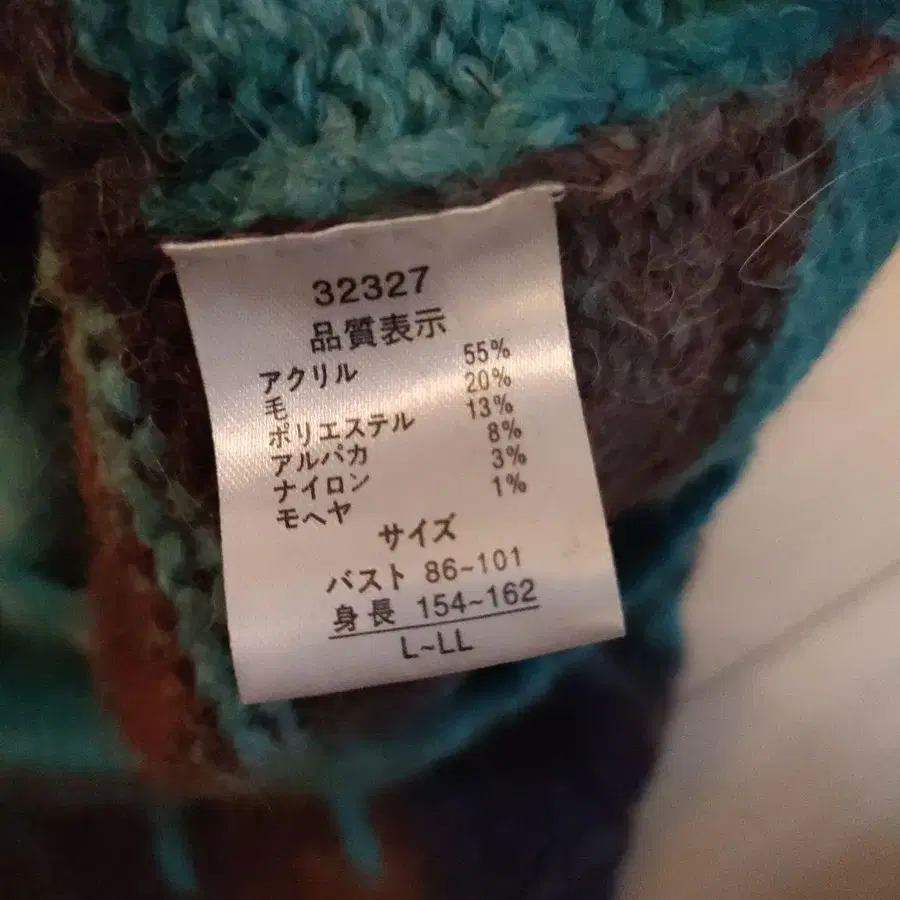 32327
品質表示
アクリル 55%
毛 20%
ポリエステル 13%
アルパカ 8%
ナイロン 3%
モヘヤ 1%
サイズ
バスト 86~101
身長 154~162
L~LL